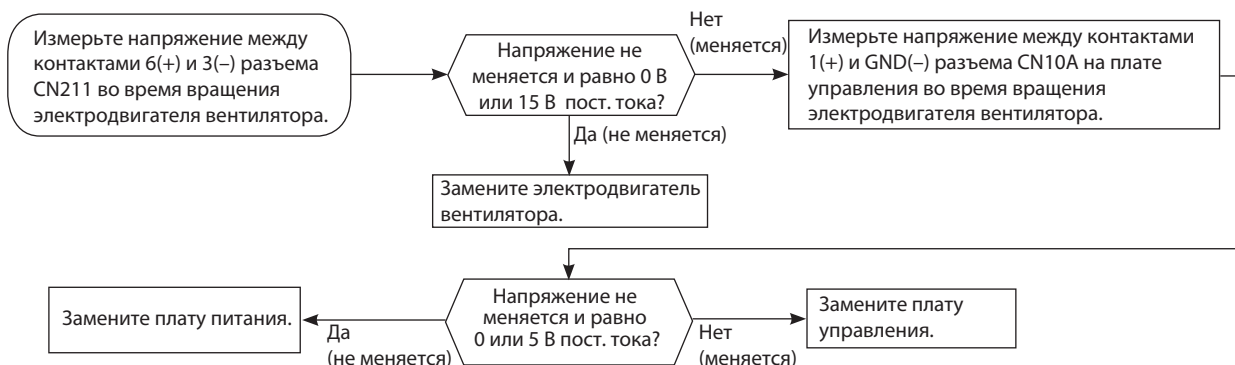 Измерьте напряжение между
контактами 6(+) и 3(–) разъема
CN211 во время вращения
электродвигателя вентилятора.
Напряжение не
меняется и равно 0 В
или 15 В пост. тока?
Нет
(меняется)
Измерьте напряжение между контактами
1(+) и GND(–) разъема CN10A на плате
управления во время вращения
электродвигателя вентилятора.
Да (не меняется)
Замените электродвигатель
вентилятора.
Замените плату питания.
Да
(не меняется)
Напряжение не
меняется и равно
0 или 5 В пост. тока?
Нет
(меняется)
Замените плату
управления.